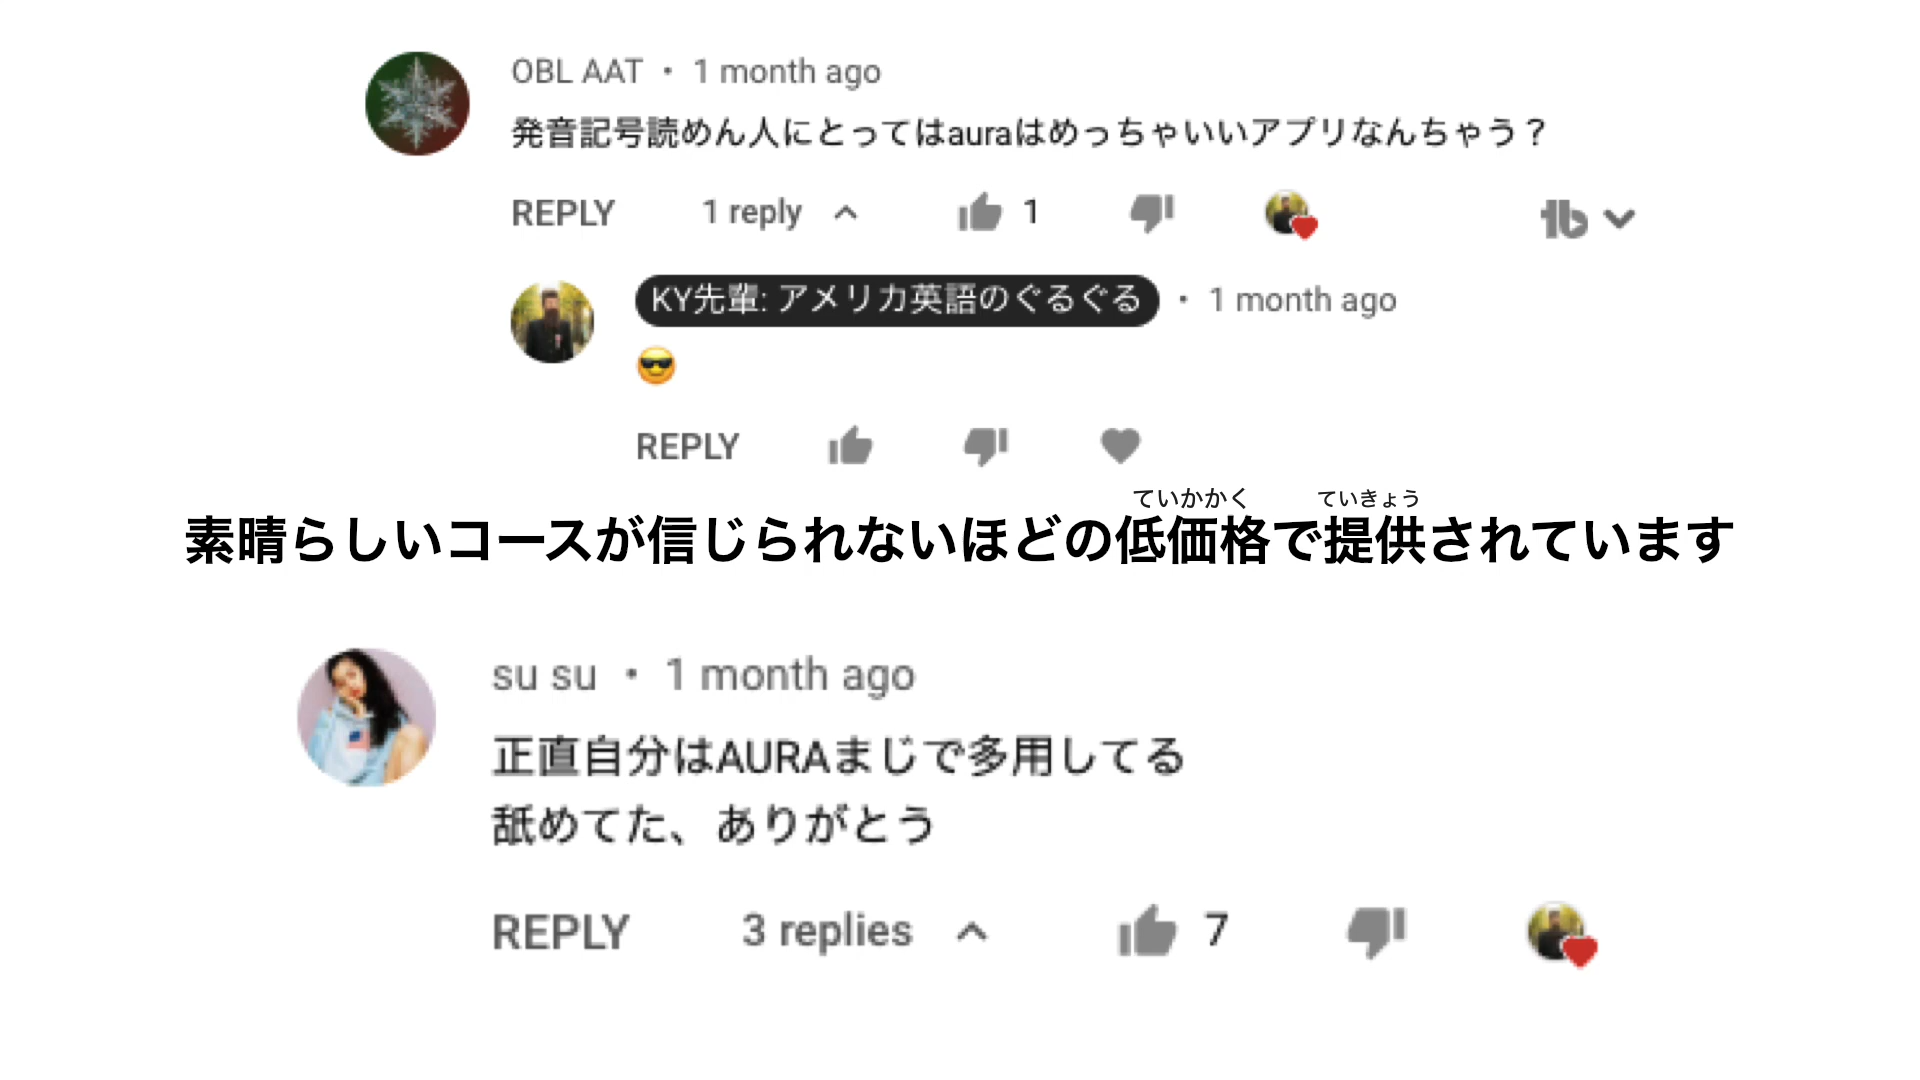 OBL AAT • 1 month ago
発音記号読めん人にとってはauraはめっちゃいいアプリなんちゃう？
REPLY 1 reply 1
KY先輩: アメリカ英語のぐるぐる • 1 month ago
😎
REPLY
ていかかく ていきょう
素晴らしいコースが信じられないほどの低価格で提供されています
su su • 1 month ago
正直自分はAURAまじで多用してる
舐めてた、ありがとう
REPLY 3 replies 7